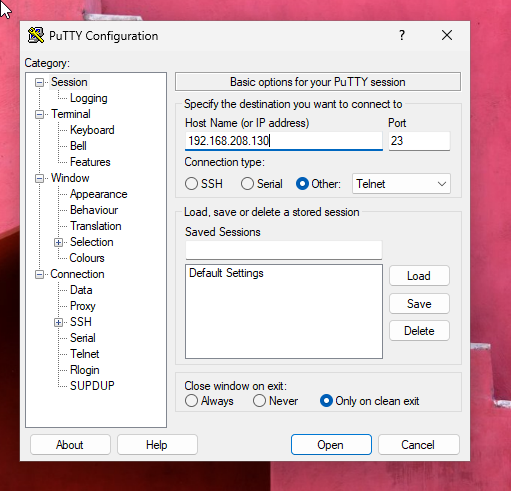 PuTTY Configuration
?
Category:
Session
Logging
Terminal
Keyboard
Bell
Features
Window
Appearance
Behaviour
Translation
Selection
Colours
Connection
Data
Proxy
SSH
Serial
Telnet
Rlogin
SUPDUP
Basic options for your PuTTY session
Specify the destination you want to connect to
Host Name (or IP address) Port
192.168.208.130 23
Connection type:
SSH Serial Other: Telnet
Load, save or delete a stored session
Saved Sessions
Default Settings
Load
Save
Delete
Close window on exit:
Always Never Only on clean exit
About Help Open Cancel